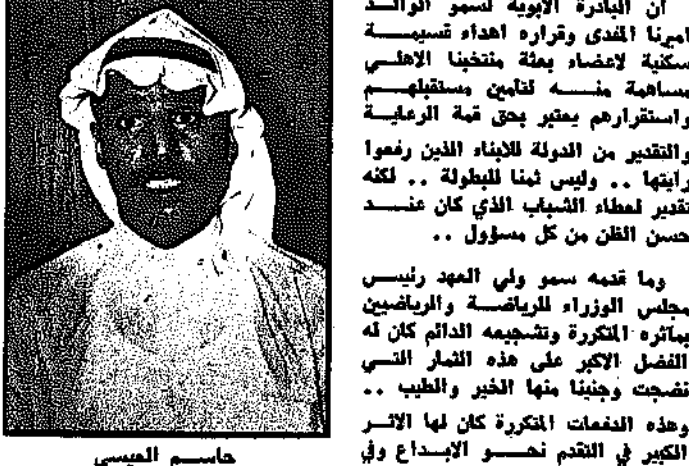 ان البادرة الابوية لسمو الوالد
اميرنا المفدى وقراره اهداء قسيمة
سكنية لاعضاء بعثة منتخبنا الاهلي
مساهمة منه لتامين مستقبلهم
واستقرارهم يعتبر بحق قمة الرعاية
والتقدير من الدولة للابناء الذين رفعوا
رايتها .. وليس ثمنا للبطولة .. لكنه
تقدير لعطاء الشباب الذي كان عند
حسن الظن من كل مسؤول ..
وما قدمه سمو ولي العهد رئيس
مجلس الوزراء للرياضة والرياضيين
بمآثره المتكررة وتشجيعه الدائم كان له
الفضل الاكبر على هذه الثمار التي
نضجت وجنينا منها الخير والطيب ..
وهذه الدفعات المتكررة كان لها الاثر
الكبير في التقدم نحو الابداع وفي
جاسم العيسى